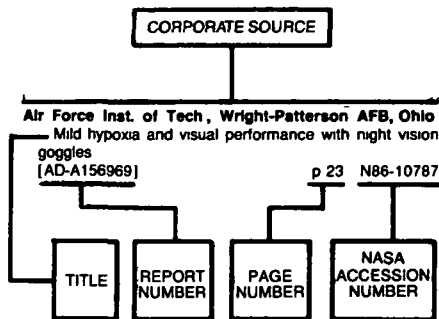 CORPORATE SOURCE
Air Force Inst. of Tech, Wright-Patterson AFB, Ohio
Mild hypoxia and visual performance with night vision
goggles
[AD-A156969] p 23 N86-10787
TITLE
REPORT
NUMBER
PAGE
NUMBER
NASA
ACCESSION
NUMBER